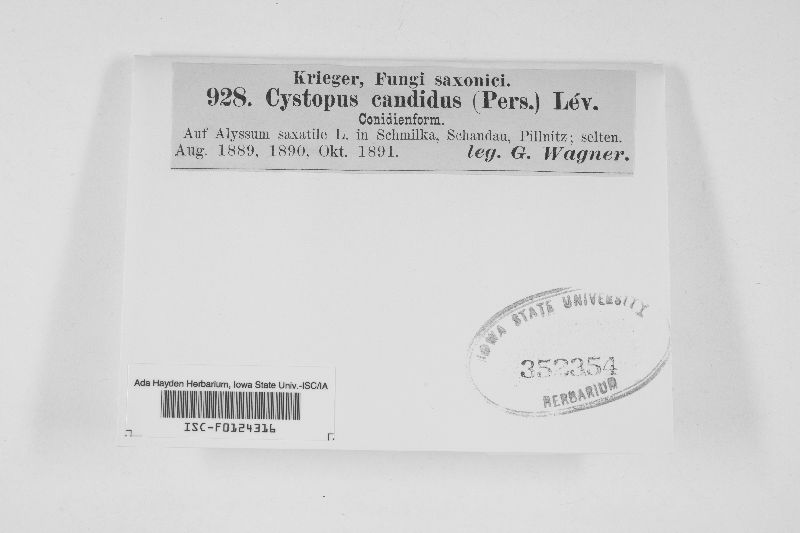 Krieger, Fungi saxonici.
928. Cystopus candidus (Pers.) Lév.
Conidienform.
Auf Alyssum saxatile L. in Schmilka, Schandau, Pillnitz; selten.
Aug. 1889, 1890, Okt. 1891. leg. G. Wagner.
IOWA STATE UNIVERSITY
352354
HERBARIUM
Ada Hayden Herbarium, Iowa State Univ.-ISC/IA
ISC-F0124316